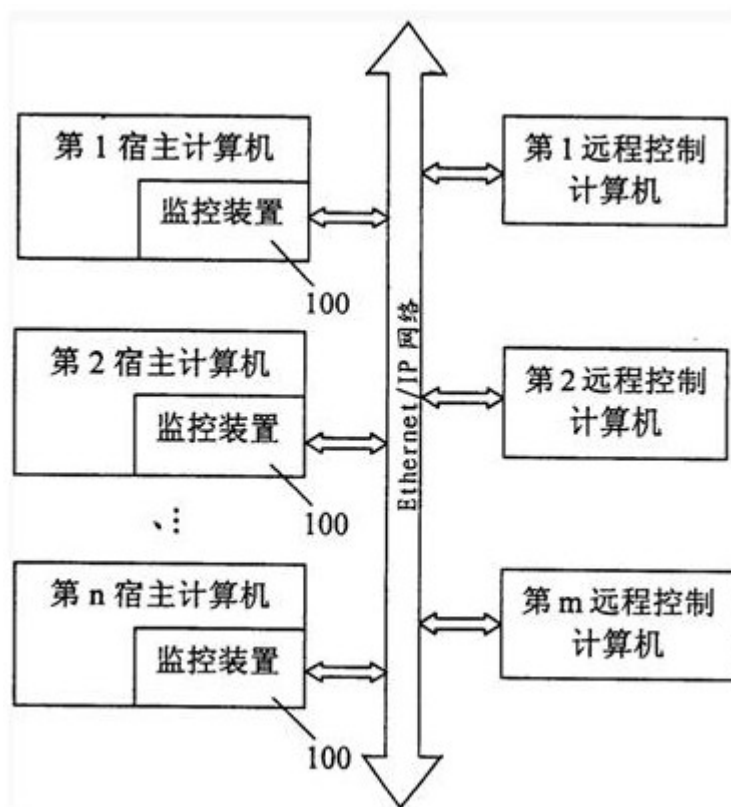 第1宿主计算机
监控装置
100
第2宿主计算机
监控装置
100
、…
第n宿主计算机
监控装置
100
Ethernet/IP 网络
第1远程控制
计算机
第2远程控制
计算机
第m远程控制
计算机